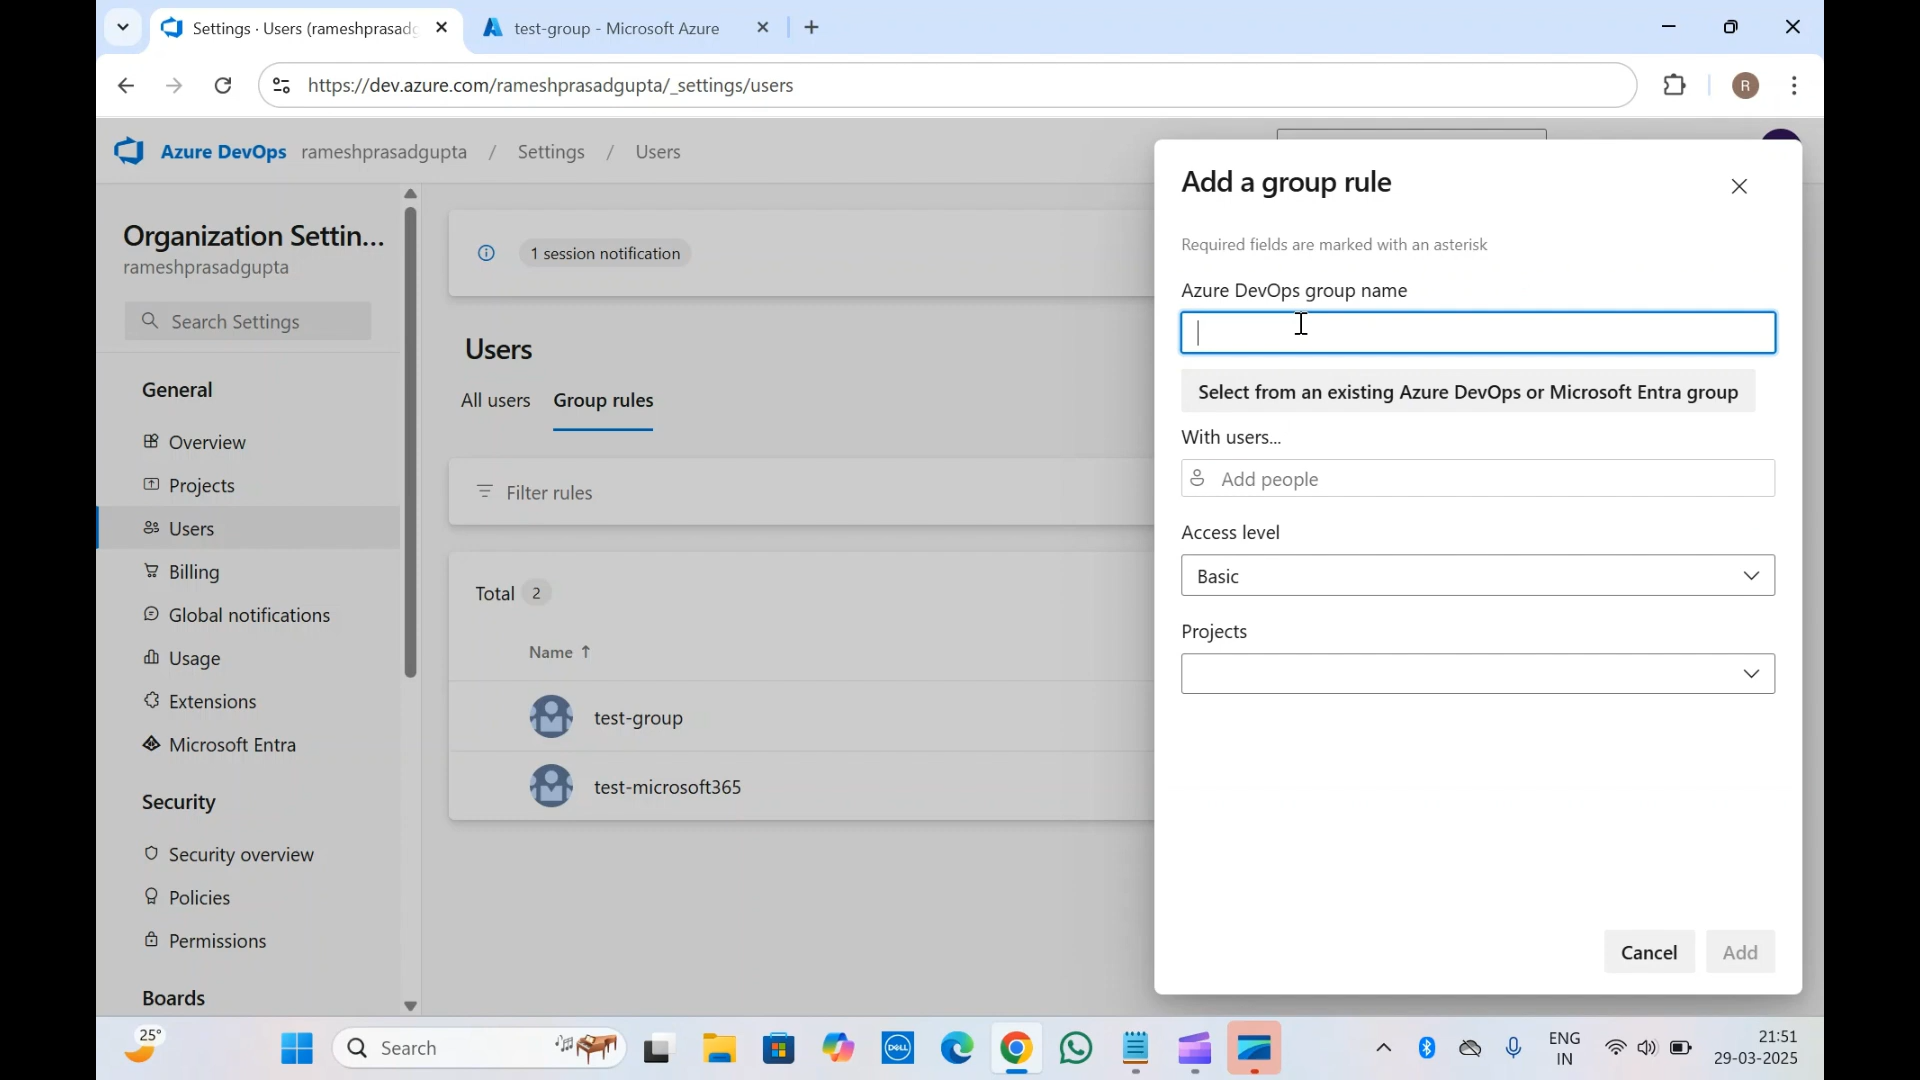 Settings · Users (rameshprasadg
test-group - Microsoft Azure
https://dev.azure.com/rameshprasadgupta/_settings/users
R
Azure DevOps rameshprasadgupta / Settings / Users
Organization Settin...
rameshprasadgupta
Search Settings
General
Overview
Projects
Users
Billing
Global notifications
Usage
Extensions
Microsoft Entra
Security
Security overview
Policies
Permissions
Boards
1 session notification
Users
All users Group rules
Filter rules
Total 2
Name ↑
test-group
test-microsoft365
Add a group rule
Required fields are marked with an asterisk
Azure DevOps group name
Select from an existing Azure DevOps or Microsoft Entra group
With users...
Add people
Access level
Basic
Projects
Cancel Add
25°
Search
DELL
ENG
IN
21:51
29-03-2025